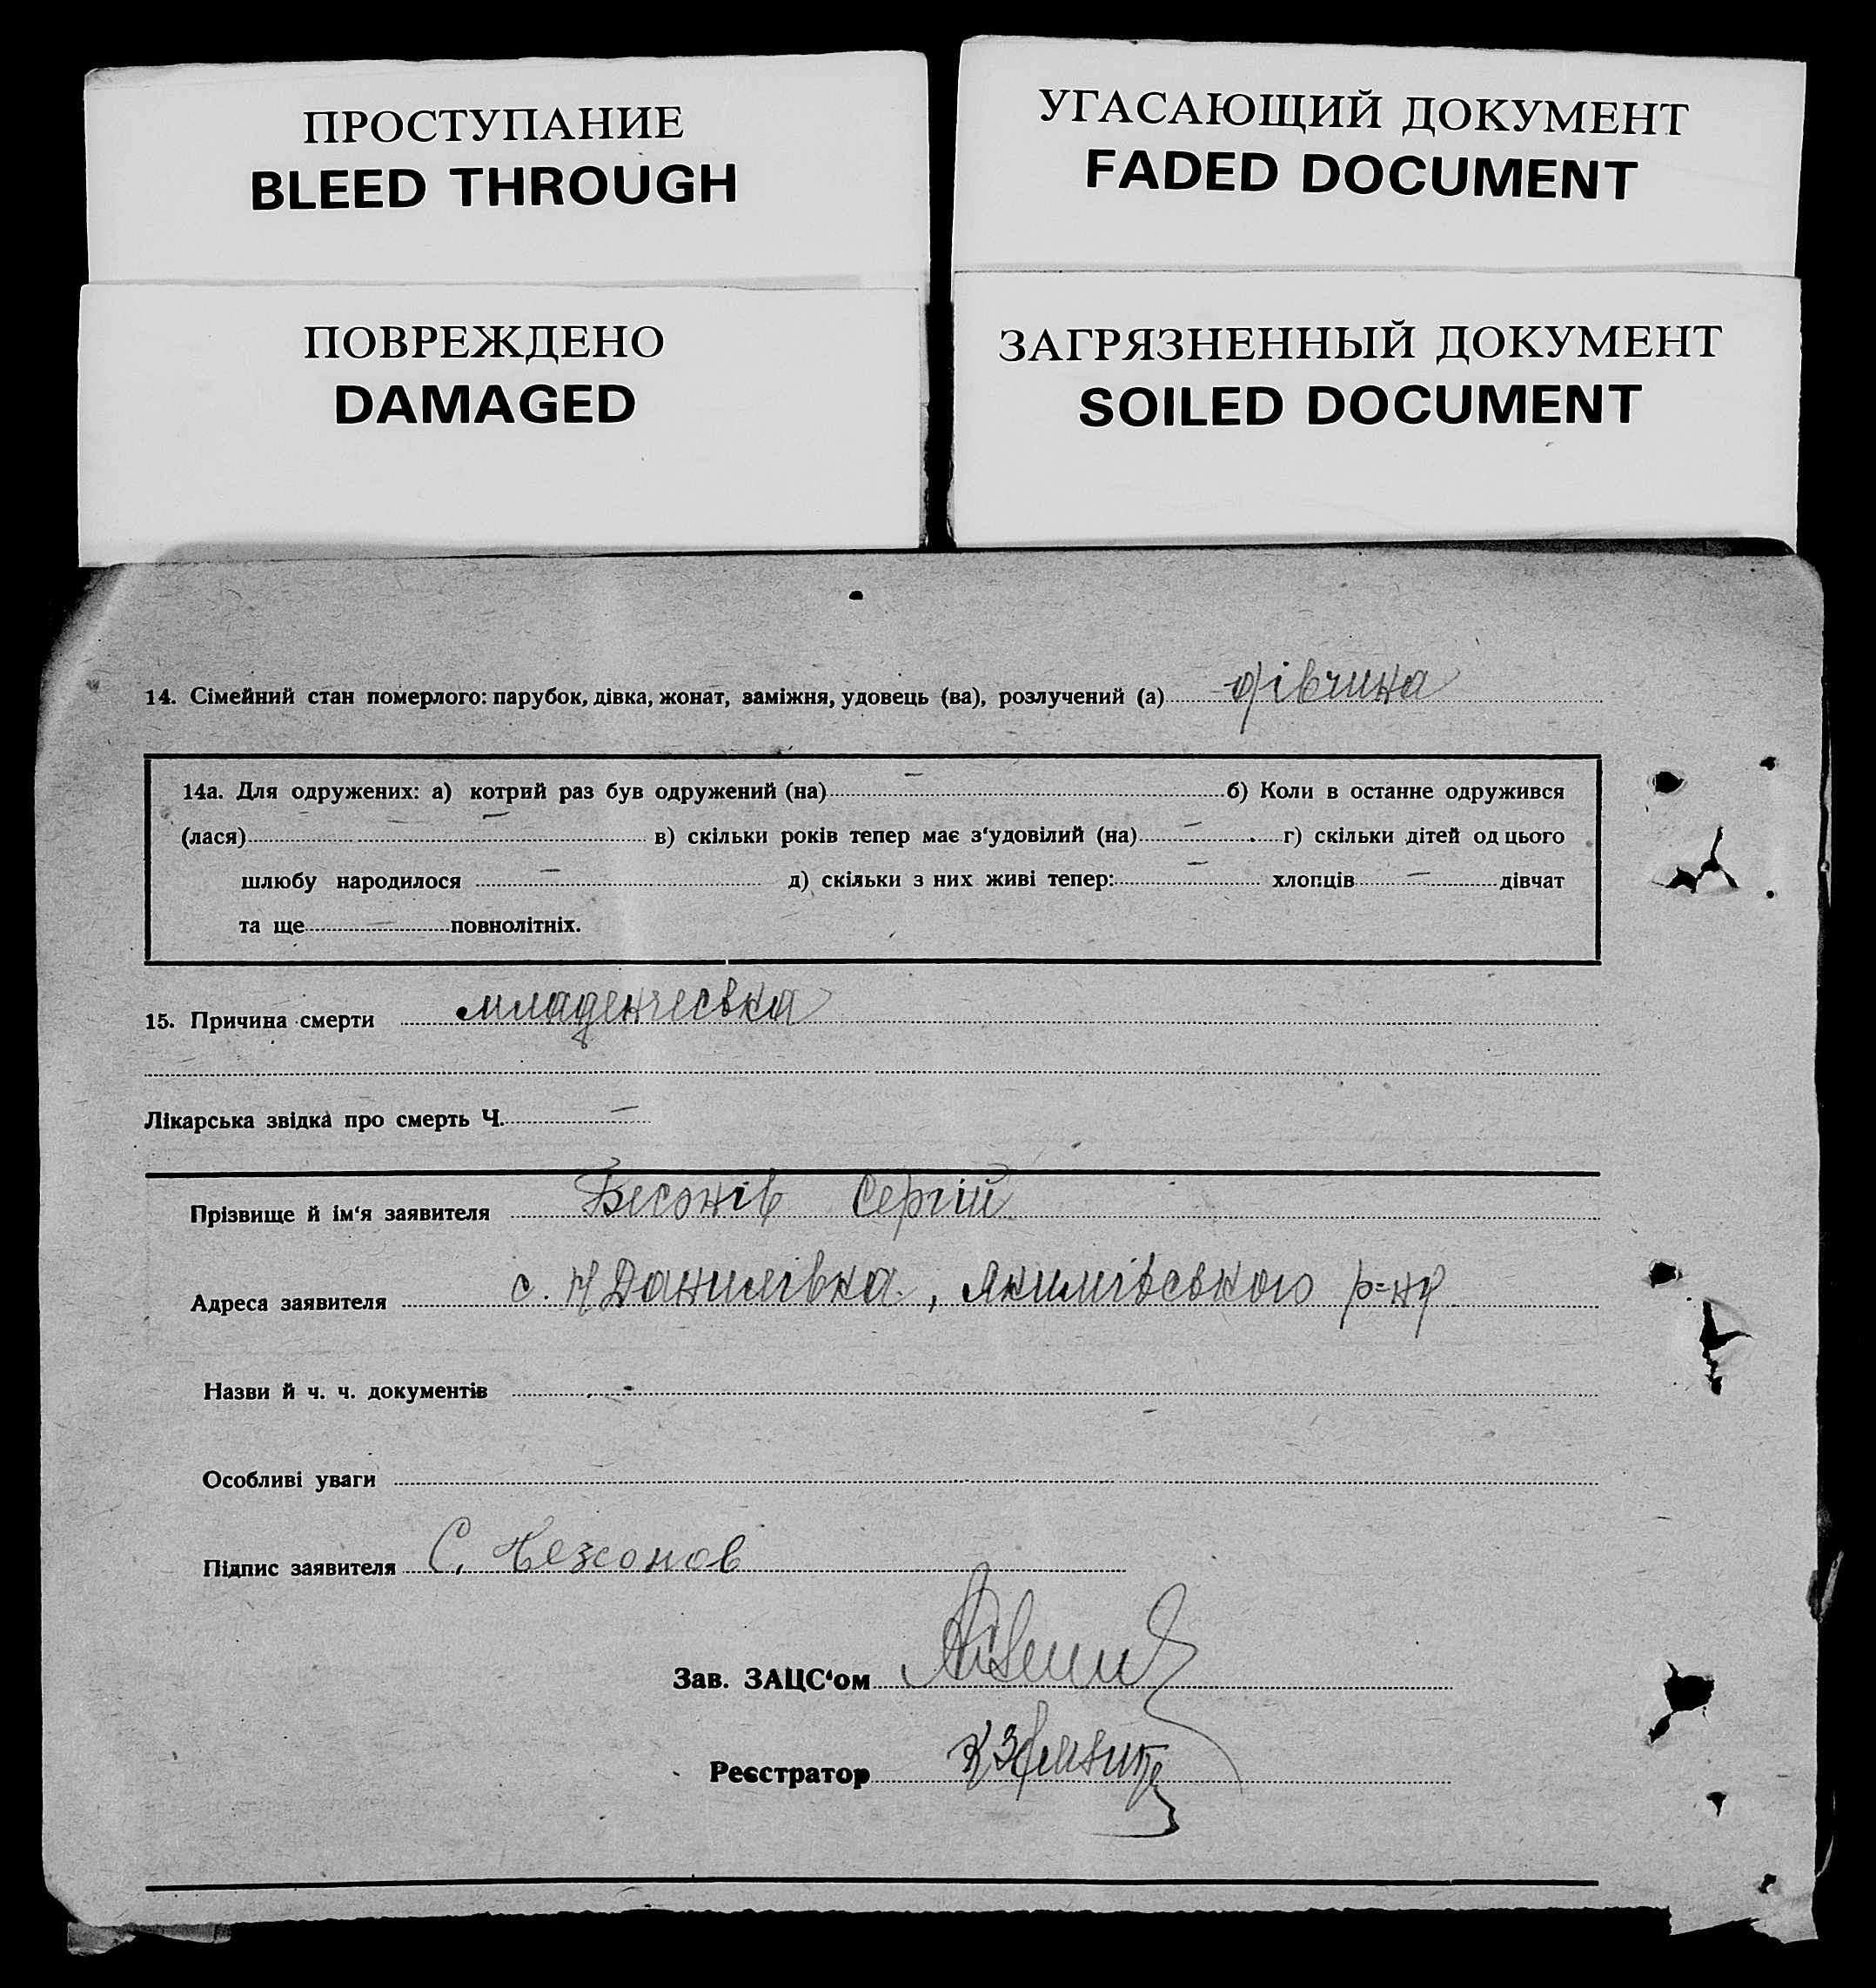 ПРОСТУПАНИЕ
BLEED THROUGH
УГАСАЮЩИЙ ДОКУМЕНТ
FADED DOCUMENT
ПОВРЕЖДЕНО
DAMAGED
ЗАГРЯЗНЕННЫЙ ДОКУМЕНТ
SOILED DOCUMENT
14. Сімейний стан померлого: парубок, дівка, жонат, заміжня, удовець (ва), розлучений (а) дівчина
14а. Для одружених: а) котрий раз був одружений (на) – б) Коли в останне одружився
(лася) – в) скільки років тепер має з‘удовілий (на) – г) скільки дітей од цього
шлюбу народилося – д) скільки з них живі тепер: – хлопців – дівчат
та ще – повнолітніх.
15. Причина смерти младенчесвка
Лікарська звідка про смерть Ч. –
Прізвище й ім‘я заявителя Бесонів Сергій
Адреса заявителя с. Н Данилівка, Якимівського р=ну
Назви й ч. ч. документів
Особливі уваги
Підпис заявителя С. Безсонов
Зав. ЗАЦС‘ом
Реєстратор